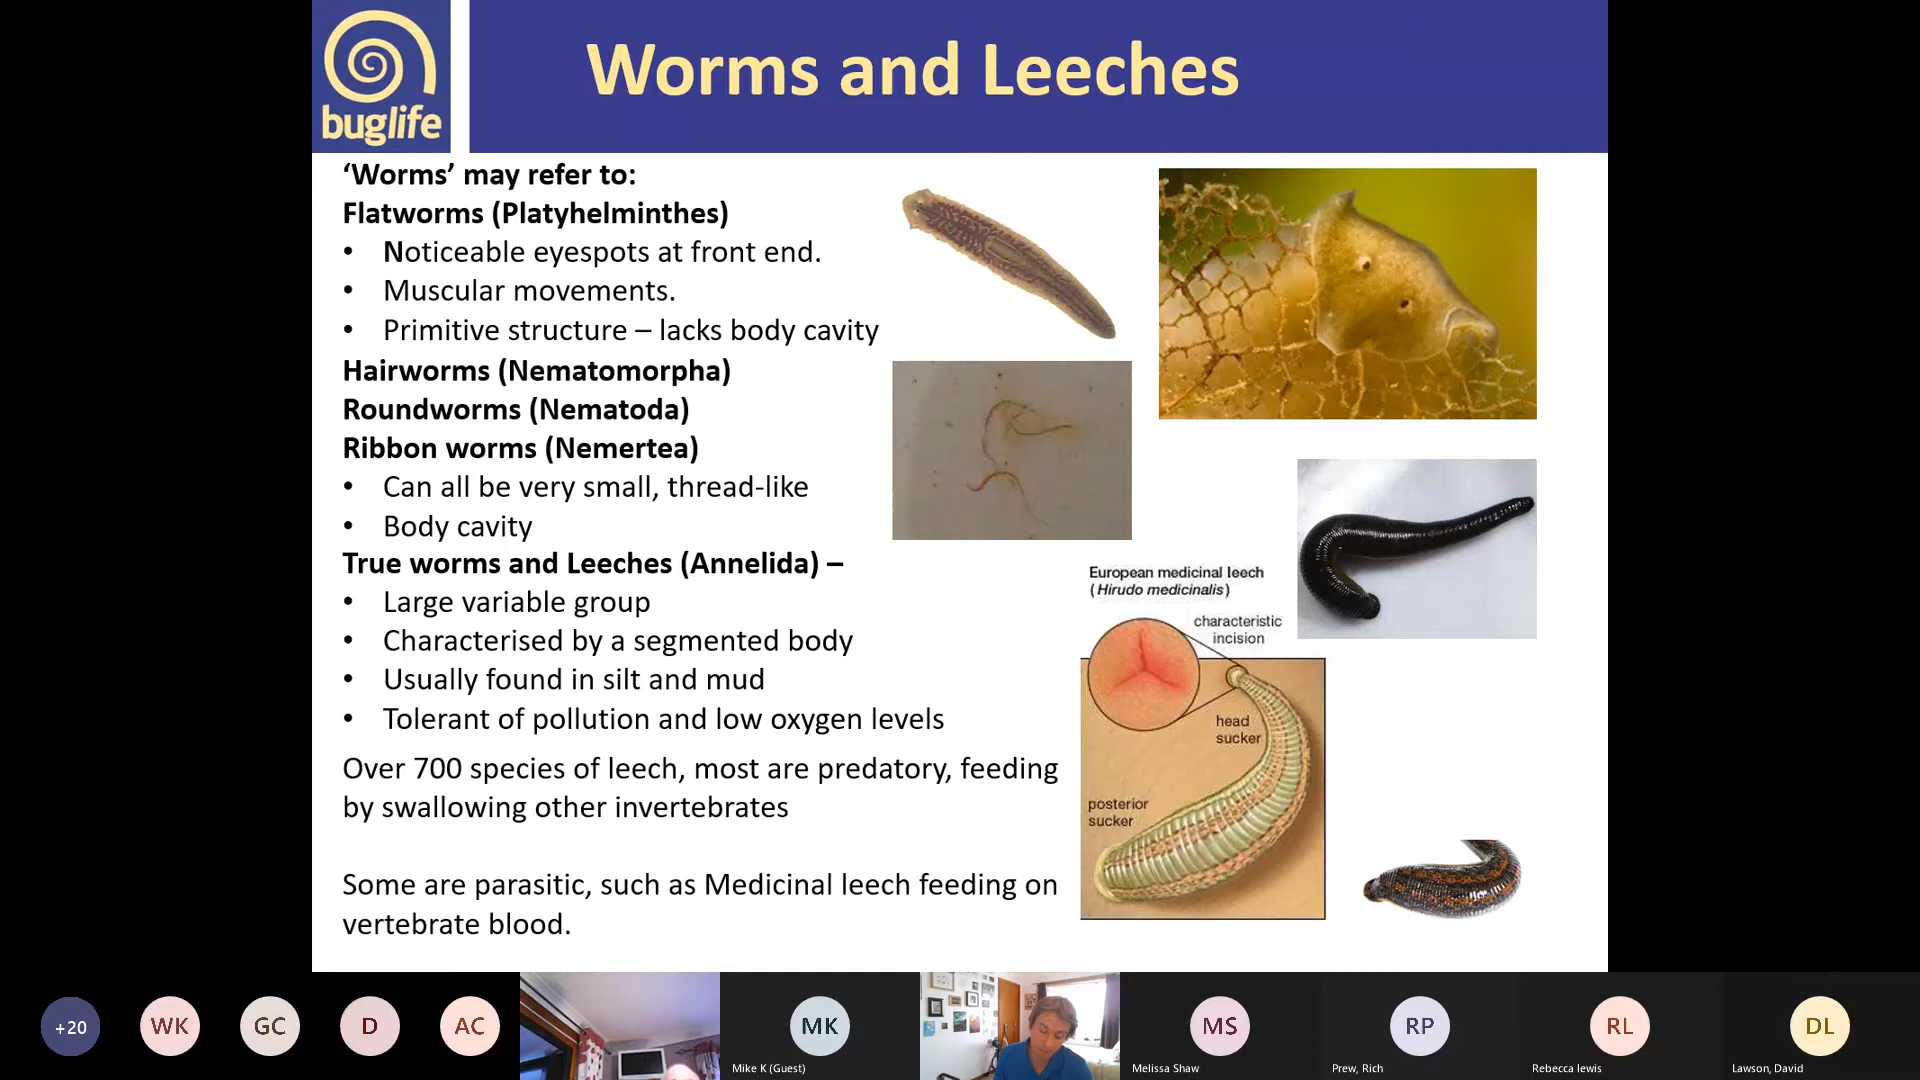 buglife
Worms and Leeches
‘Worms’ may refer to:
Flatworms (Platyhelminthes)
• Noticeable eyespots at front end.
• Muscular movements.
• Primitive structure – lacks body cavity
Hairworms (Nematomorpha)
Roundworms (Nematoda)
Ribbon worms (Nemertea)
• Can all be very small, thread-like
• Body cavity
True worms and Leeches (Annelida) –
• Large variable group
• Characterised by a segmented body
• Usually found in silt and mud
• Tolerant of pollution and low oxygen levels
Over 700 species of leech, most are predatory, feeding
by swallowing other invertebrates
Some are parasitic, such as Medicinal leech feeding on
vertebrate blood.
European medicinal leech
(Hirudo medicinalis)
characteristic
incision
head
sucker
posterior
sucker
+20
WK
GC
D
AC
MK
Mike K (Guest)
MS
Melissa Shaw
RP
Prew, Rich
RL
Rebecca lewis
DL
Lawson, David